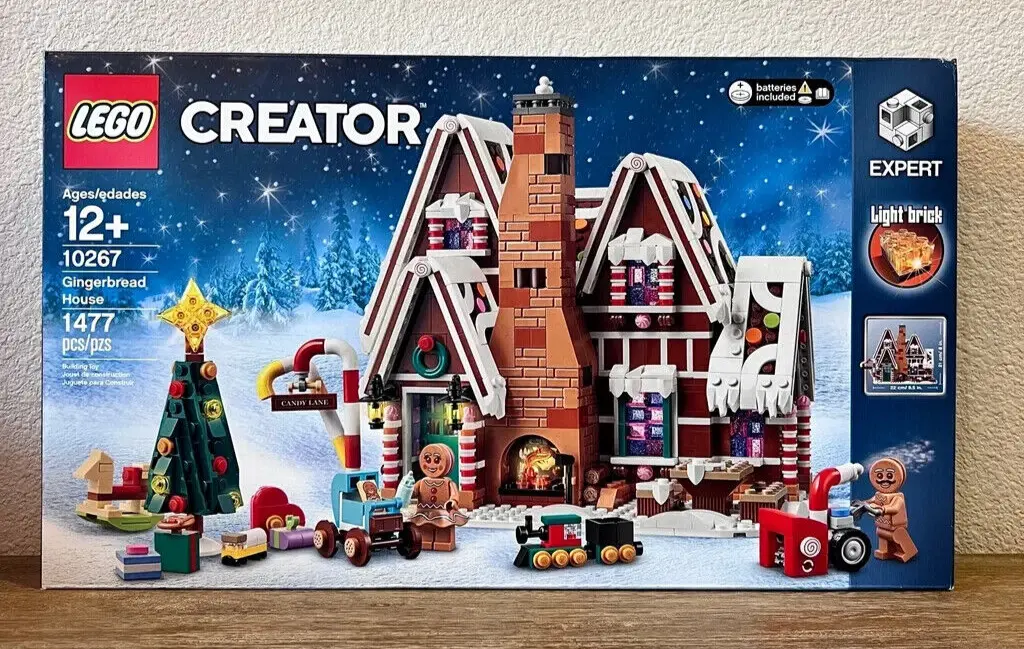 LEGO
CREATOR™
batteries
included
EXPERT
Light brick
Ages/edades
12+
10267
Gingerbread
House
1477
pcs/pzs
Building toy
Jouet de construction
Juguete para Construir
CANDY LANE